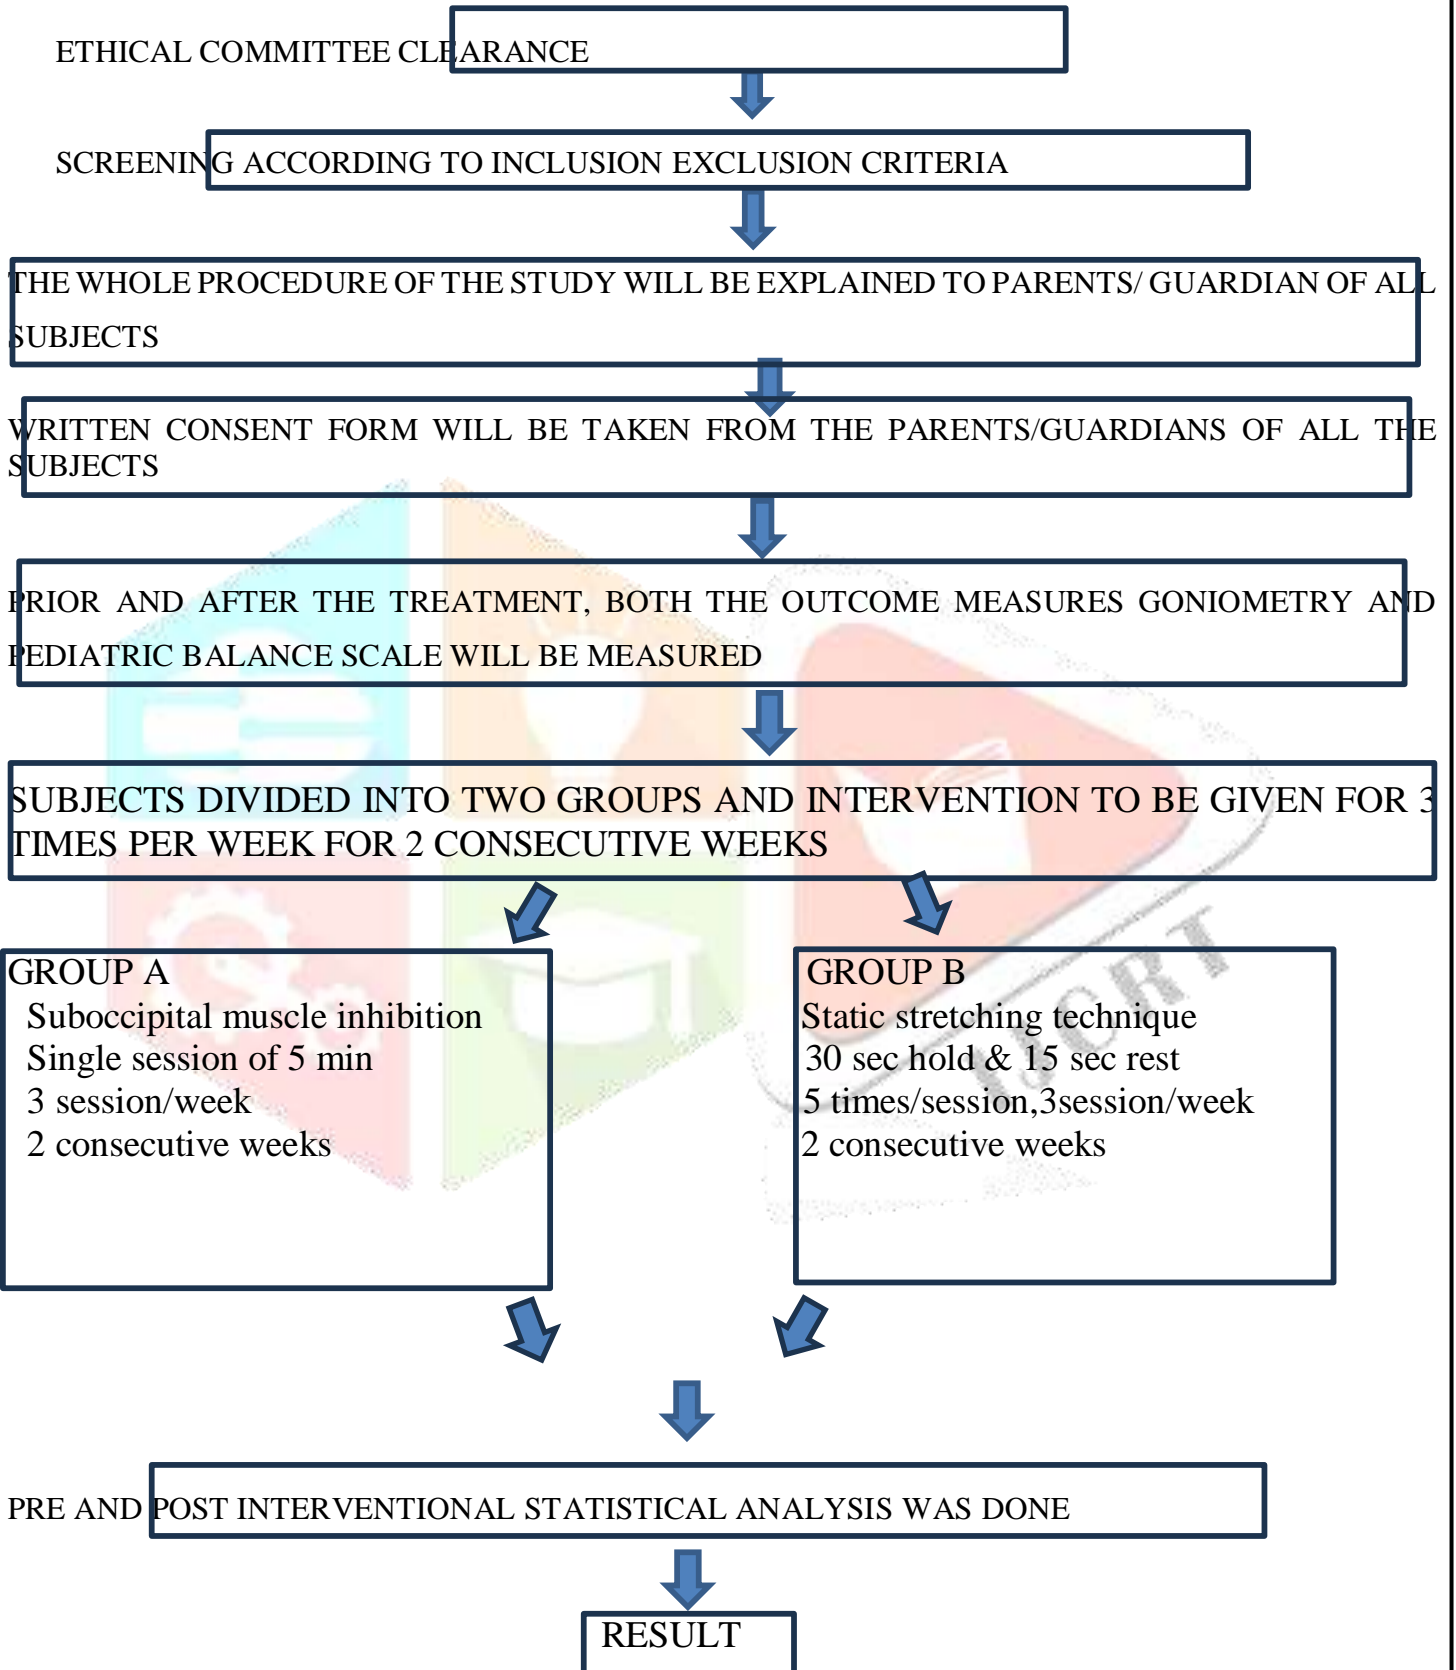 ETHICAL COMMITTEE CLEARANCE
SCREENING ACCORDING TO INCLUSION EXCLUSION CRITERIA
THE WHOLE PROCEDURE OF THE STUDY WILL BE EXPLAINED TO PARENTS/ GUARDIAN OF ALL
SUBJECTS
WRITTEN CONSENT FORM WILL BE TAKEN FROM THE PARENTS/GUARDIANS OF ALL THE
SUBJECTS
PRIOR AND AFTER THE TREATMENT, BOTH THE OUTCOME MEASURES GONIOMETRY AND
PEDIATRIC BALANCE SCALE WILL BE MEASURED
SUBJECTS DIVIDED INTO TWO GROUPS AND INTERVENTION TO BE GIVEN FOR 3
TIMES PER WEEK FOR 2 CONSECUTIVE WEEKS
GROUP A
Suboccipital muscle inhibition
Single session of 5 min
3 session/week
2 consecutive weeks
GROUP B
Static stretching technique
30 sec hold & 15 sec rest
5 times/session,3session/week
2 consecutive weeks
IJCRT
PRE AND POST INTERVENTIONAL STATISTICAL ANALYSIS WAS DONE
RESULT